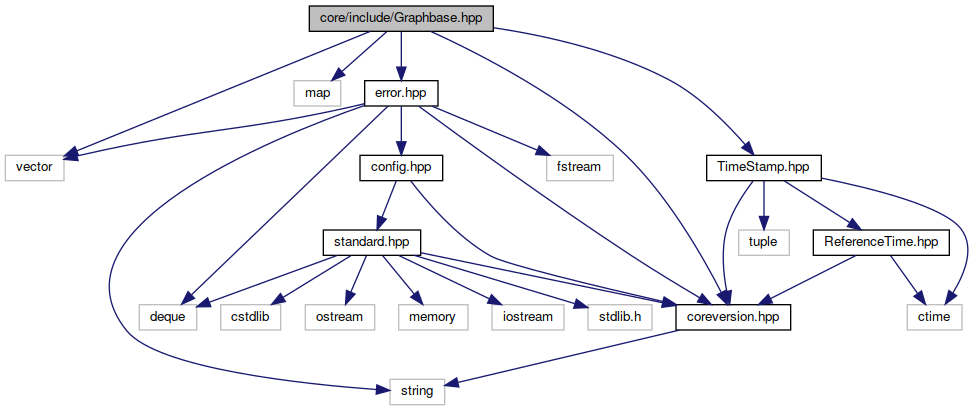 core/include/Graphbase.hpp
map
error.hpp
vector
config.hpp
fstream
TimeStamp.hpp
standard.hpp
tuple
ReferenceTime.hpp
deque
cstdlib
ostream
memory
iostream
stdlib.h
coreversion.hpp
ctime
string